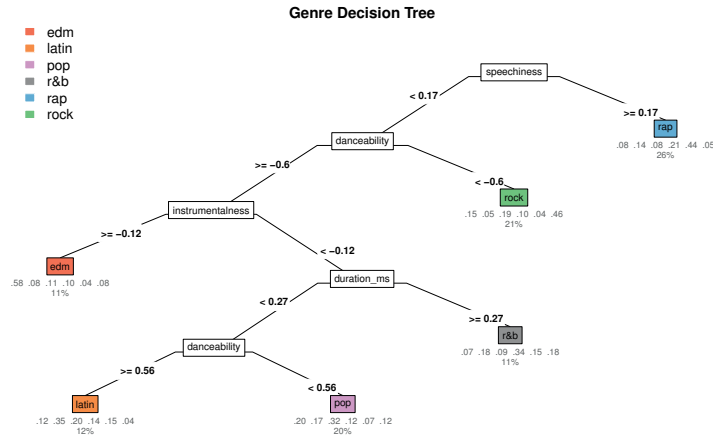 Genre Decision Tree
edm
latin
pop
r&b
rap
rock
speechiness
< 0.17
>= 0.17
rap
.08 .14 .08 .21 .44 .05
26%
danceability
>= −0.6
< −0.6
rock
.15 .05 .19 .10 .04 .46
21%
instrumentalness
>= −0.12
< −0.12
edm
.58 .08 .11 .10 .04 .08
11%
duration_ms
< 0.27
>= 0.27
r&b
.07 .18 .09 .34 .15 .18
11%
danceability
>= 0.56
< 0.56
latin
.12 .35 .20 .14 .15 .04
12%
pop
.20 .17 .32 .12 .07 .12
20%